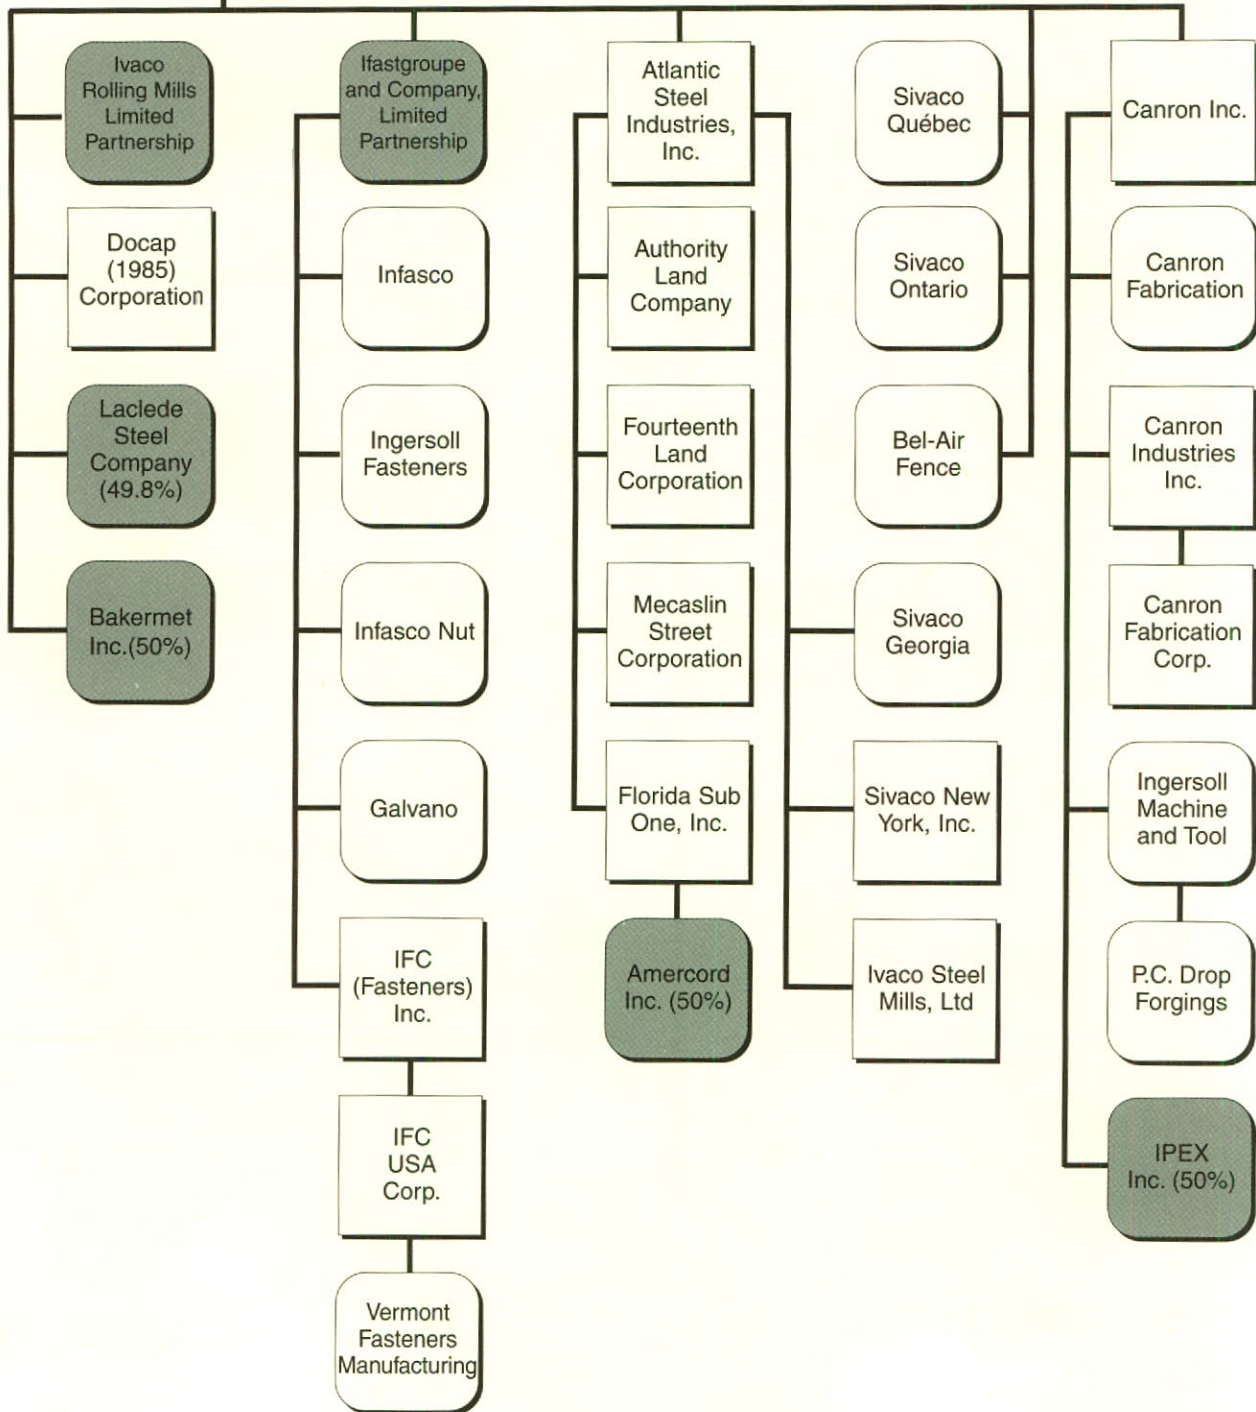 Ivaco
Rolling Mills
Limited
Partnership
Docap
(1985)
Corporation
Laclede
Steel
Company
(49.8%)
Bakermet
Inc.(50%)
Ifastgroupe
and Company,
Limited
Partnership
Infasco
Ingersoll
Fasteners
Infasco Nut
Galvano
IFC
(Fasteners)
Inc.
IFC
USA
Corp.
Vermont
Fasteners
Manufacturing
Atlantic
Steel
Industries,
Inc.
Authority
Land
Company
Fourteenth
Land
Corporation
Mecaslin
Street
Corporation
Florida Sub
One, Inc.
Amercord
Inc. (50%)
Sivaco
Québec
Sivaco
Ontario
Bel-Air
Fence
Sivaco
Georgia
Sivaco New
York, Inc.
Ivaco Steel
Mills, Ltd
Canron Inc.
Canron
Fabrication
Canron
Industries
Inc.
Canron
Fabrication
Corp.
Ingersoll
Machine
and Tool
P.C. Drop
Forgings
IPEX
Inc. (50%)